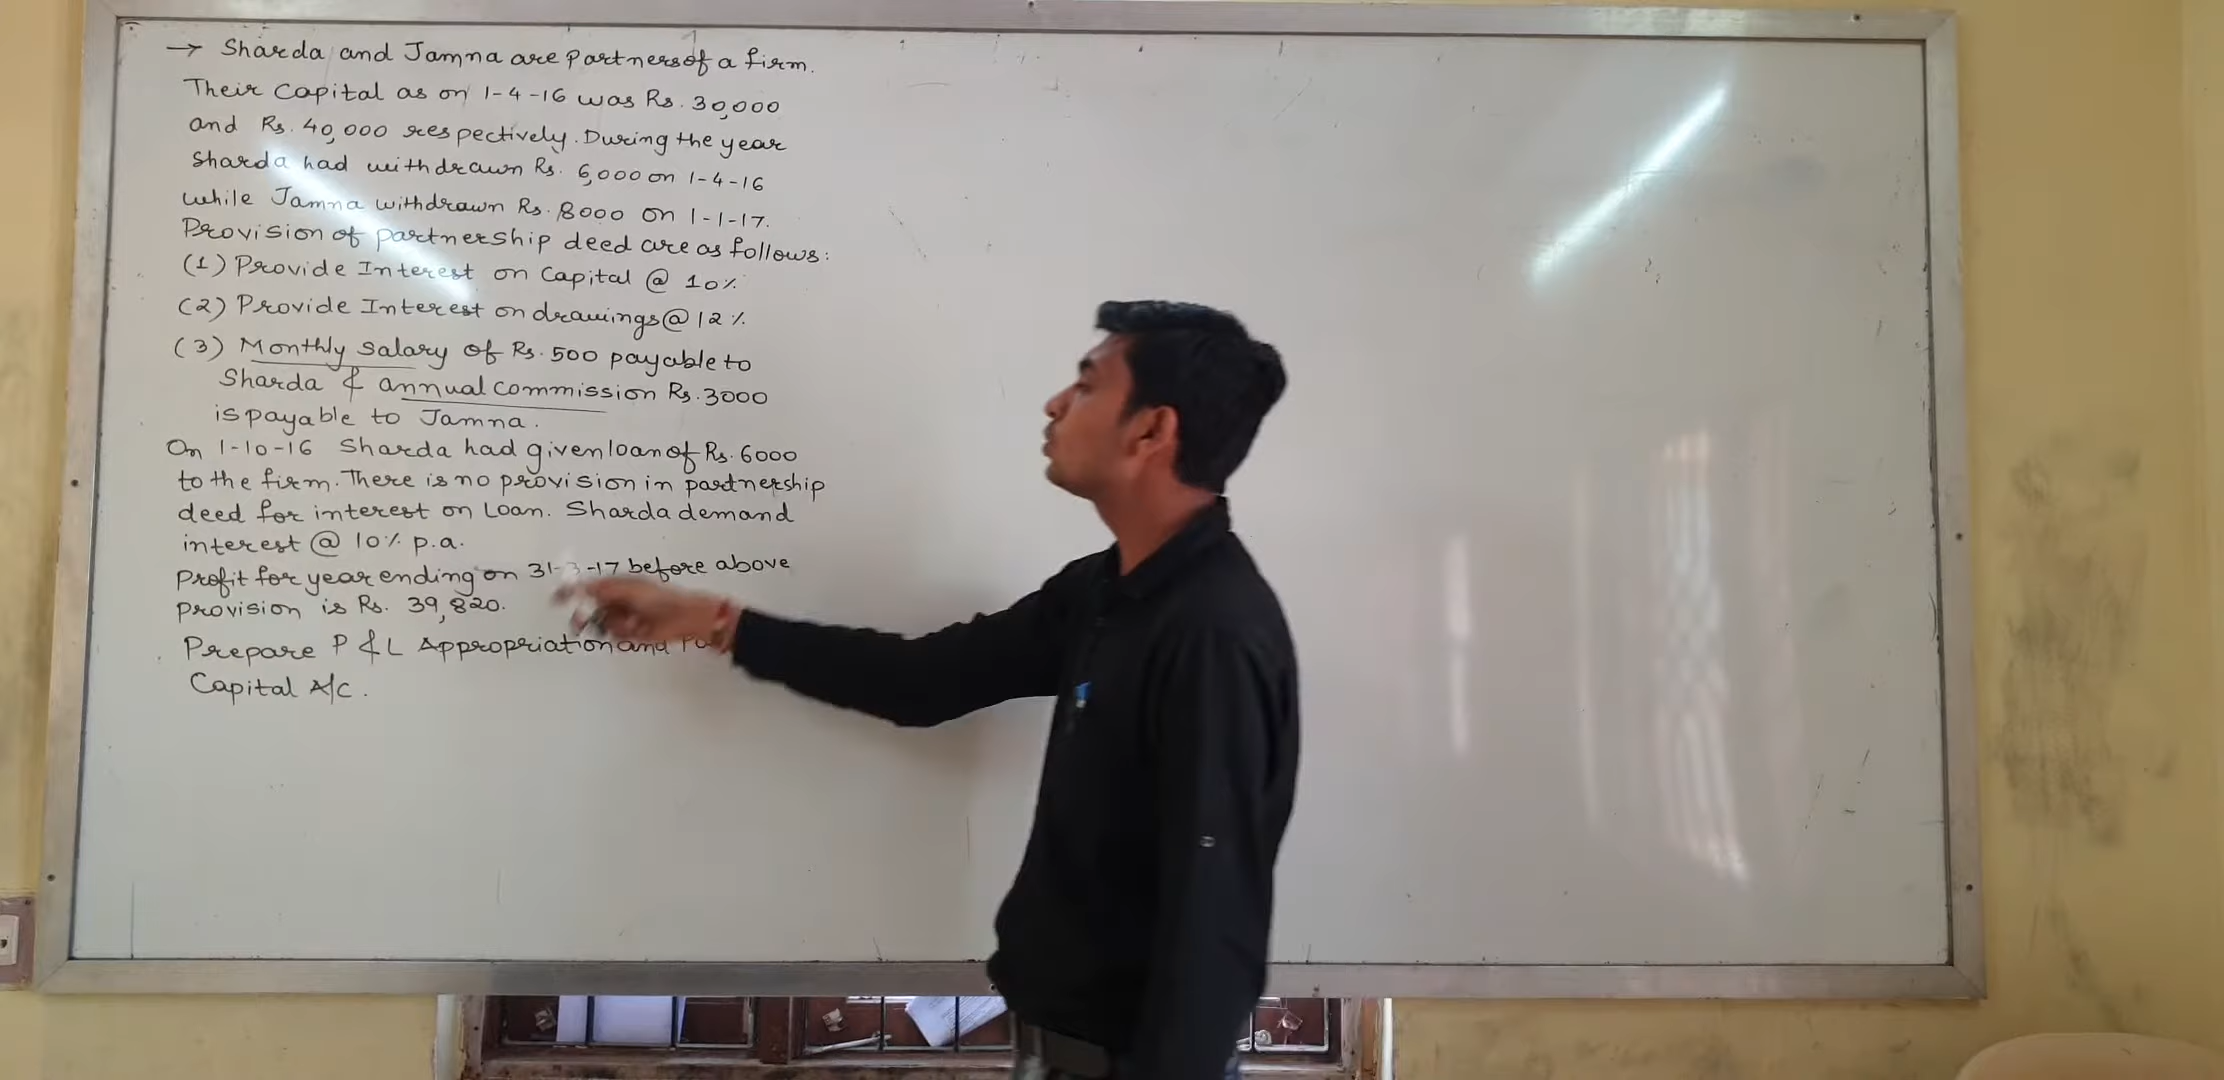 → Sharda and Jamna are partners of a firm.
Their Capital as on 1-4-16 was Rs. 30,000
and Rs. 40,000 respectively. During the year
Sharda had withdrawn Rs. 6,000 on 1-4-16
while Jamna withdrawn Rs. 8000 on 1-1-17.
Provision of partnership deed are as follows:
(1) Provide Interest on Capital @ 10%
(2) Provide Interest on drawings @ 12%
(3) Monthly salary of Rs. 500 payable to
Sharda & annual commission Rs. 3000
is payable to Jamna.
On 1-10-16 Sharda had given loan of Rs. 6000
to the firm. There is no provision in partnership
deed for interest on Loan. Sharda demand
interest @ 10% p.a.
Profit for year ending on 31-3-17 before above
provision is Rs. 39,820.
Prepare P & L Appropriation and
Capital A/c.